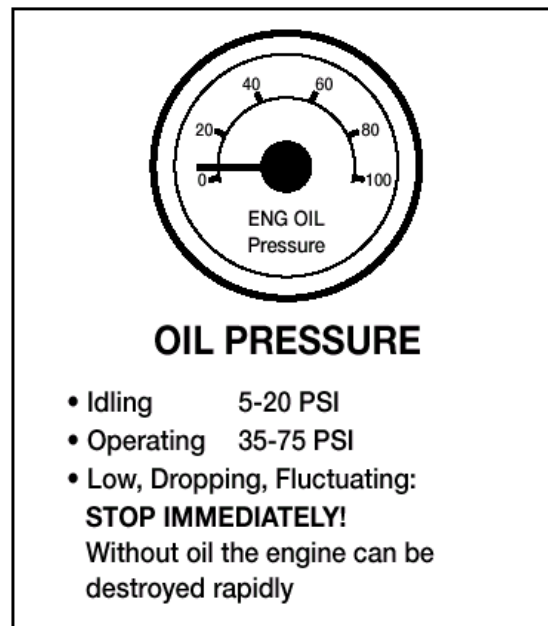 40 60
20 80
0 100
ENG OIL
Pressure
OIL PRESSURE
• Idling 5-20 PSI
• Operating 35-75 PSI
• Low, Dropping, Fluctuating:
STOP IMMEDIATELY!
Without oil the engine can be
destroyed rapidly